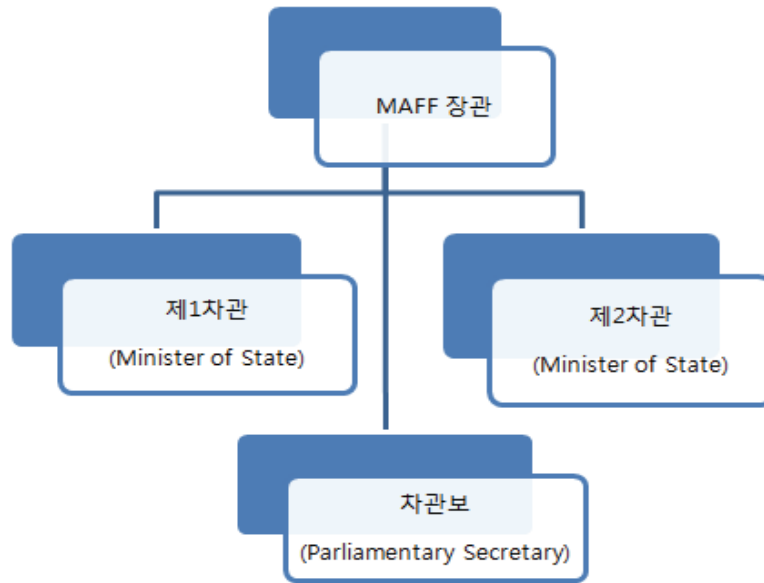 MAFF 장관
제1차관
(Minister of State)
제2차관
(Minister of State)
차관보
(Parliamentary Secretary)